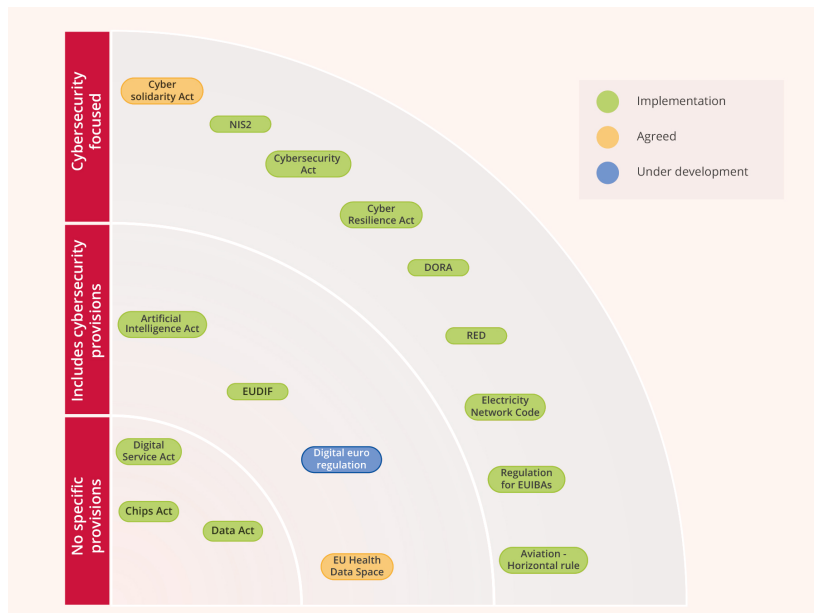 Cybersecurity
focused
Includes cybersecurity
provisions
No specific
provisions
Cyber
solidarity Act
NIS2
Cybersecurity
Act
Cyber
Resilience Act
DORA
RED
Electricity
Network Code
Regulation
for EUIBAs
Aviation -
Horizontal rule
Artificial
Intelligence Act
EUDIF
Digital euro
regulation
EU Health
Data Space
Digital
Service Act
Chips Act
Data Act
Implementation
Agreed
Under development